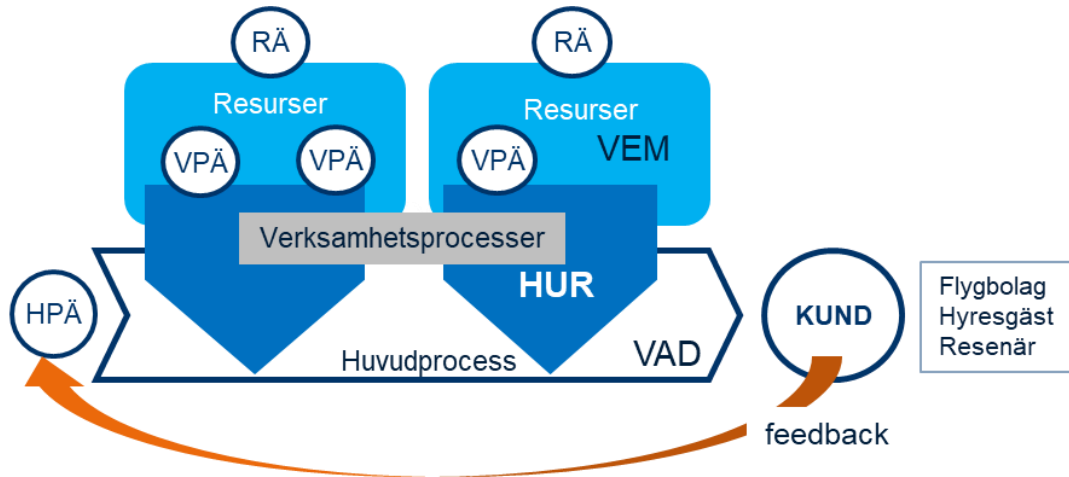 RÄ
RÄ
Resurser
Resurser
VPÄ
VPÄ
VPÄ
VEM
Verksamhetsprocesser
HUR
HPÄ
KUND
Flygbolag
Hyresgäst
Resenär
Huvudprocess
VAD
feedback